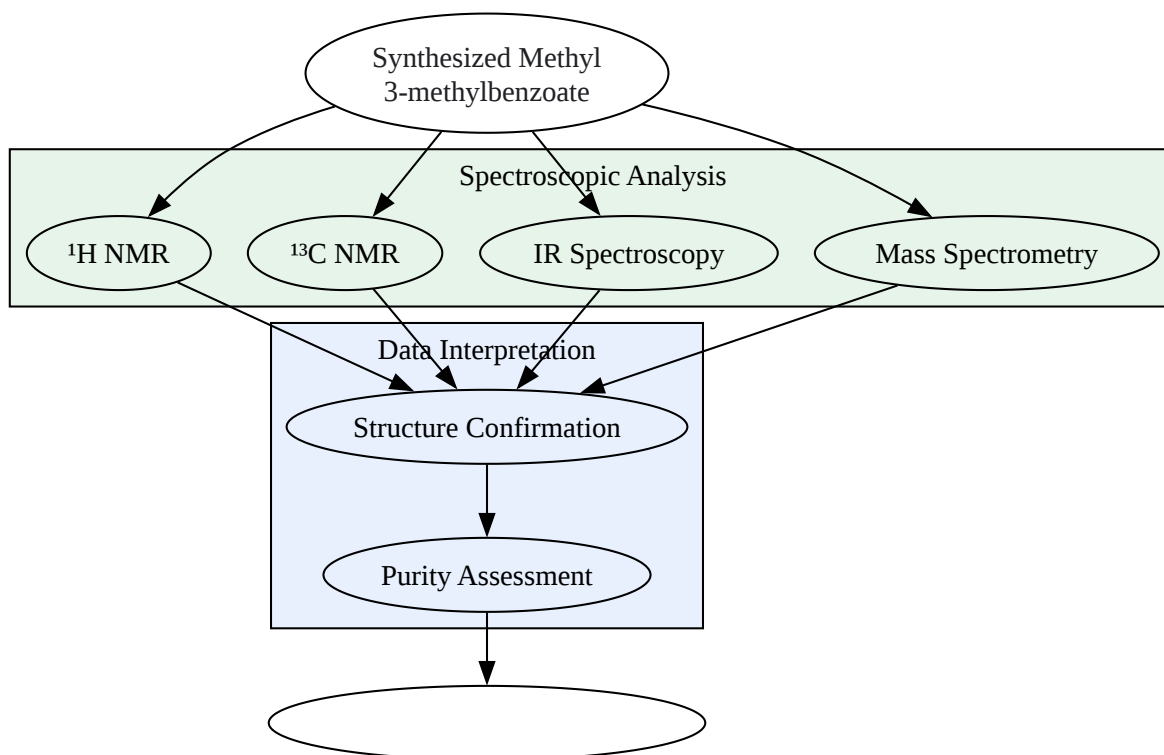 Synthesized Methyl
3-methylbenzoate
Spectroscopic Analysis
¹H NMR
¹³C NMR
IR Spectroscopy
Mass Spectrometry
Data Interpretation
Structure Confirmation
Purity Assessment